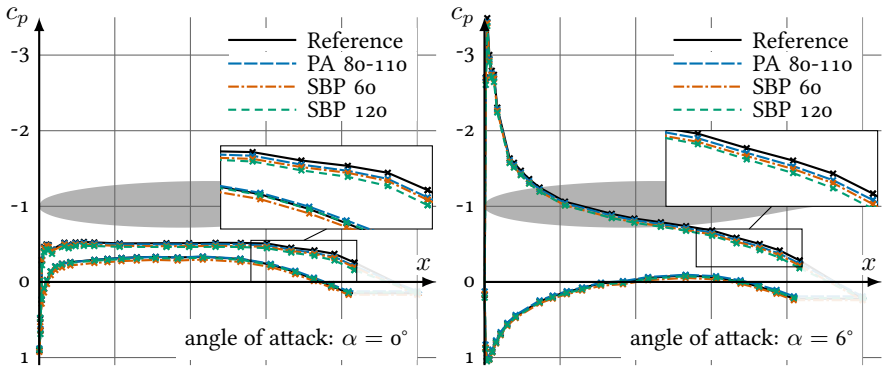 c_p
Reference
PA 80-110
SBP 60
SBP 120
-3
-2
-1
0
1
x
angle of attack: α = 0°
c_p
Reference
PA 80-110
SBP 60
SBP 120
-3
-2
-1
0
1
x
angle of attack: α = 6°